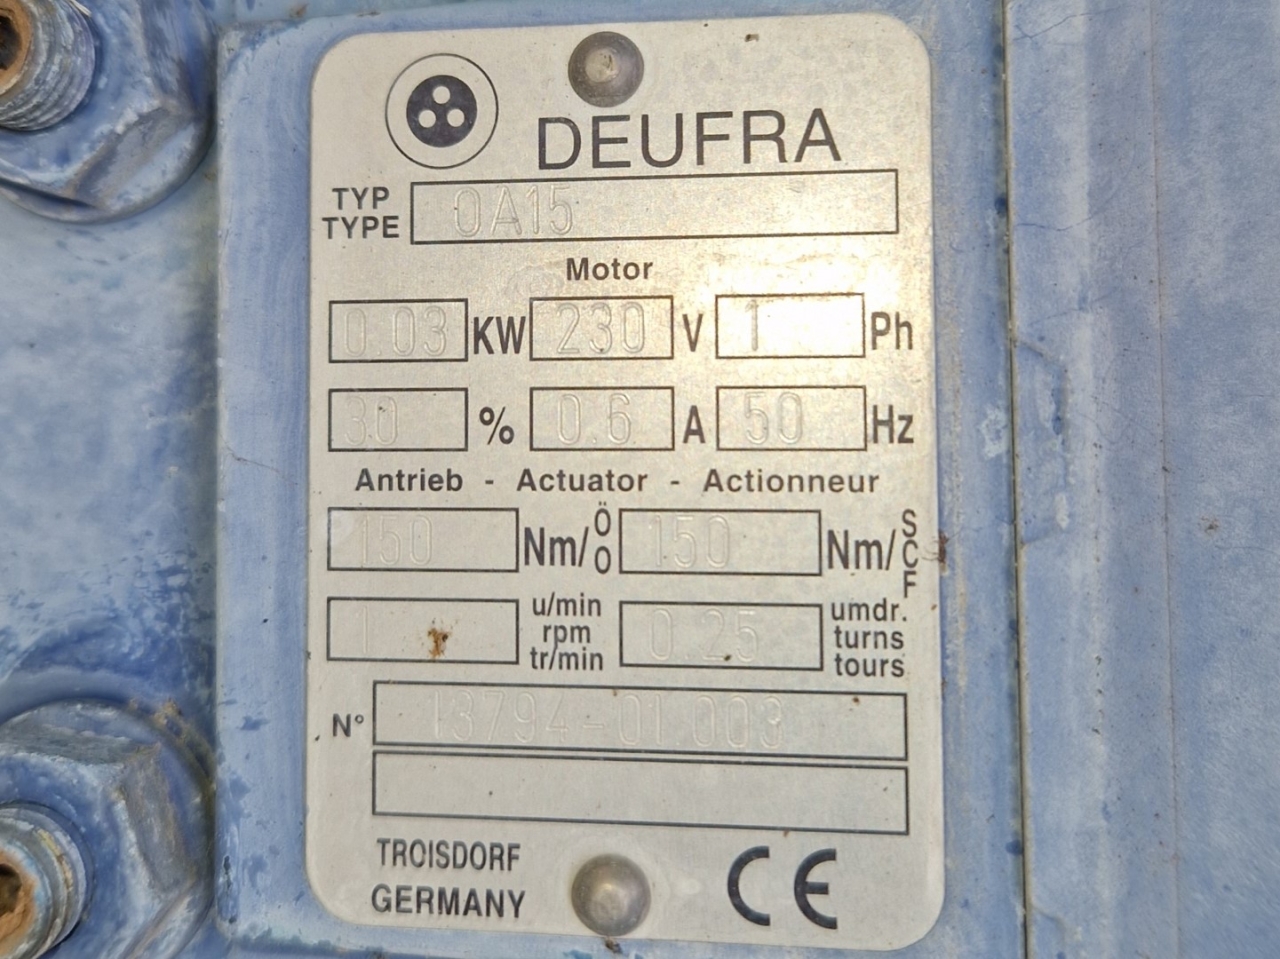 DEUFRA
TYP
TYPE 0A15
Motor
0.03 KW 230 V 1 Ph
30 % 0.6 A 50 Hz
Antrieb - Actuator - Actionneur
150 Nm/ Ö O 150 Nm/ S C F
1 u/min rpm tr/min 0.25 umdr. turns tours
N° 13794-01 003
TROISDORF
GERMANY
CE